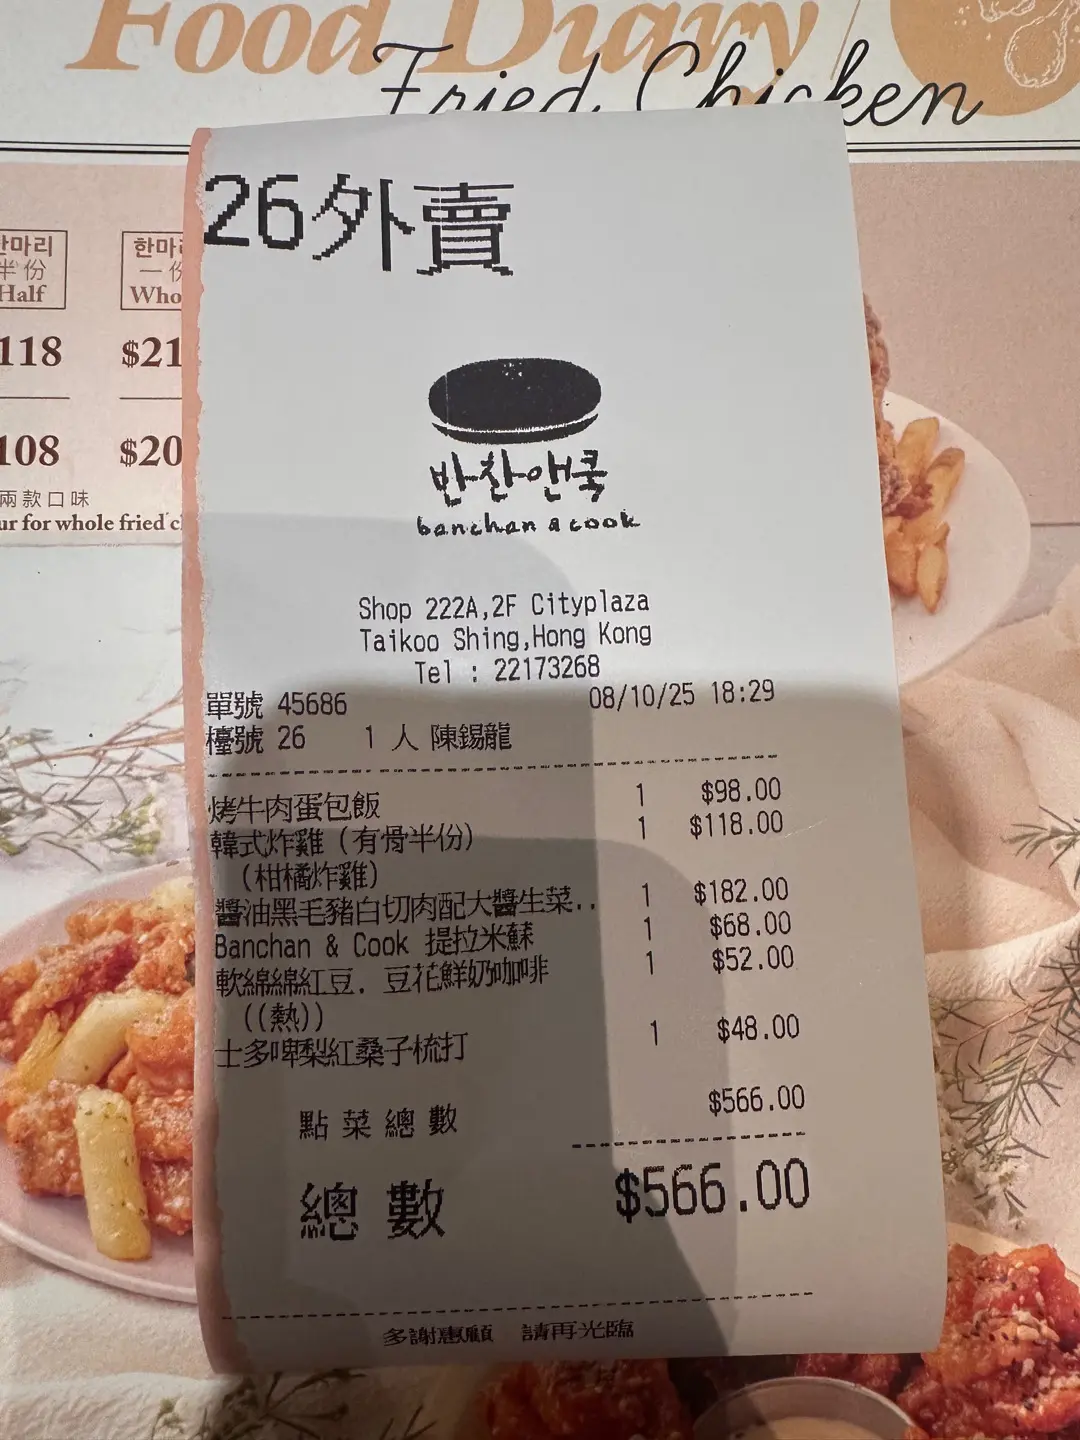 Food Diary
Fried Chicken
한마리
半份
Half
一份
118
$21
108
$20
兩款口味
for whole fried
26外賣
반찬앤쿡
banchan & cook
Shop 222A,2F Cityplaza
Taikoo Shing,Hong Kong
Tel : 22173268
單號 45686 08/10/25 18:29
檯號 26 1 人 陳錫龍
烤牛肉蛋包飯 1 $98.00
韓式炸雞 (有骨半份) 1 $118.00
(柑橘炸雞)
醬油黑毛豬白切肉配大醬生菜.. 1 $182.00
Banchan & Cook 提拉米蘇 1 $68.00
軟綿綿紅豆. 豆花鮮奶咖啡 1 $52.00
((熱))
士多啤梨紅桑子梳打 1 $48.00
點菜總數 $566.00
總數 $566.00
多謝惠顧 請再光臨